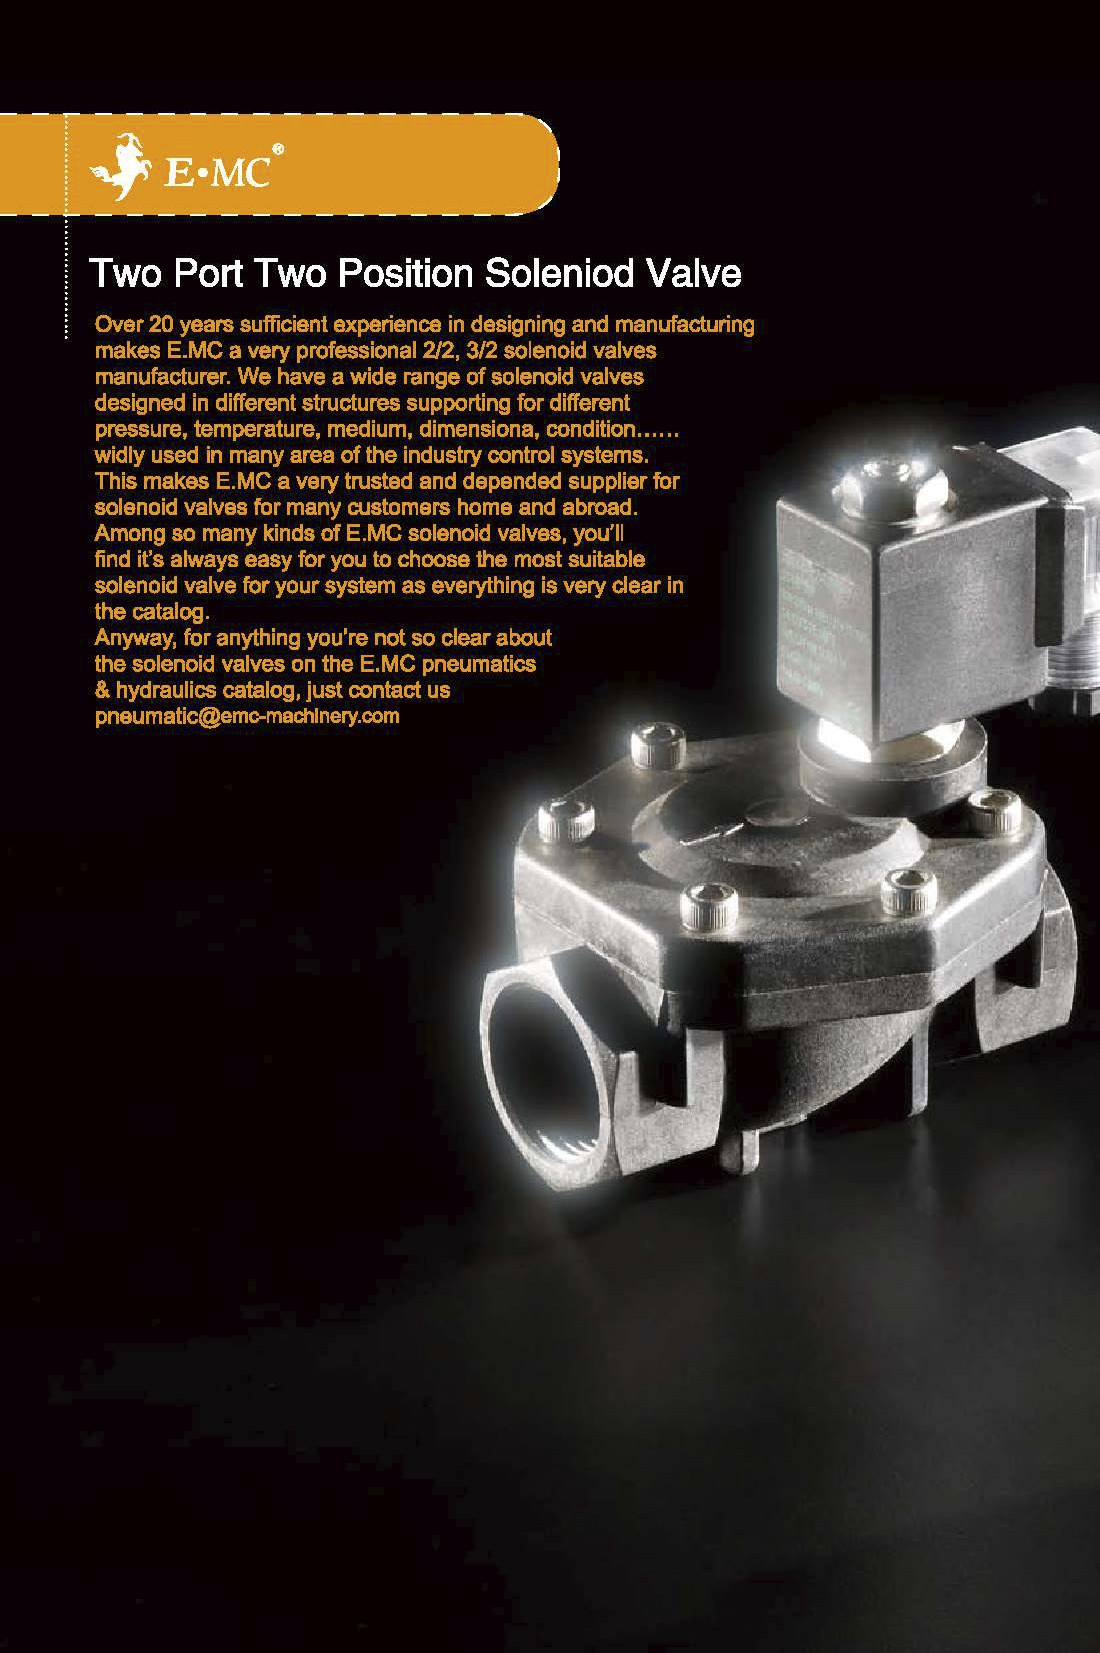 E·MC®
Two Port Two Position Soleniod Valve
Over 20 years sufficient experience in designing and manufacturing
makes E.MC a very professional 2/2, 3/2 solenoid valves
manufacturer. We have a wide range of solenoid valves
designed in different structures supporting for different
pressure, temperature, medium, dimensiona, condition......
widly used in many area of the industry control systems.
This makes E.MC a very trusted and depended supplier for
solenoid valves for many customers home and abroad.
Among so many kinds of E.MC solenoid valves, you'll
find it's always easy for you to choose the most suitable
solenoid valve for your system as everything is very clear in
the catalog.
Anyway, for anything you're not so clear about
the solenoid valves on the E.MC pneumatics
& hydraulics catalog, just contact us
pneumatic@emc-machinery.com